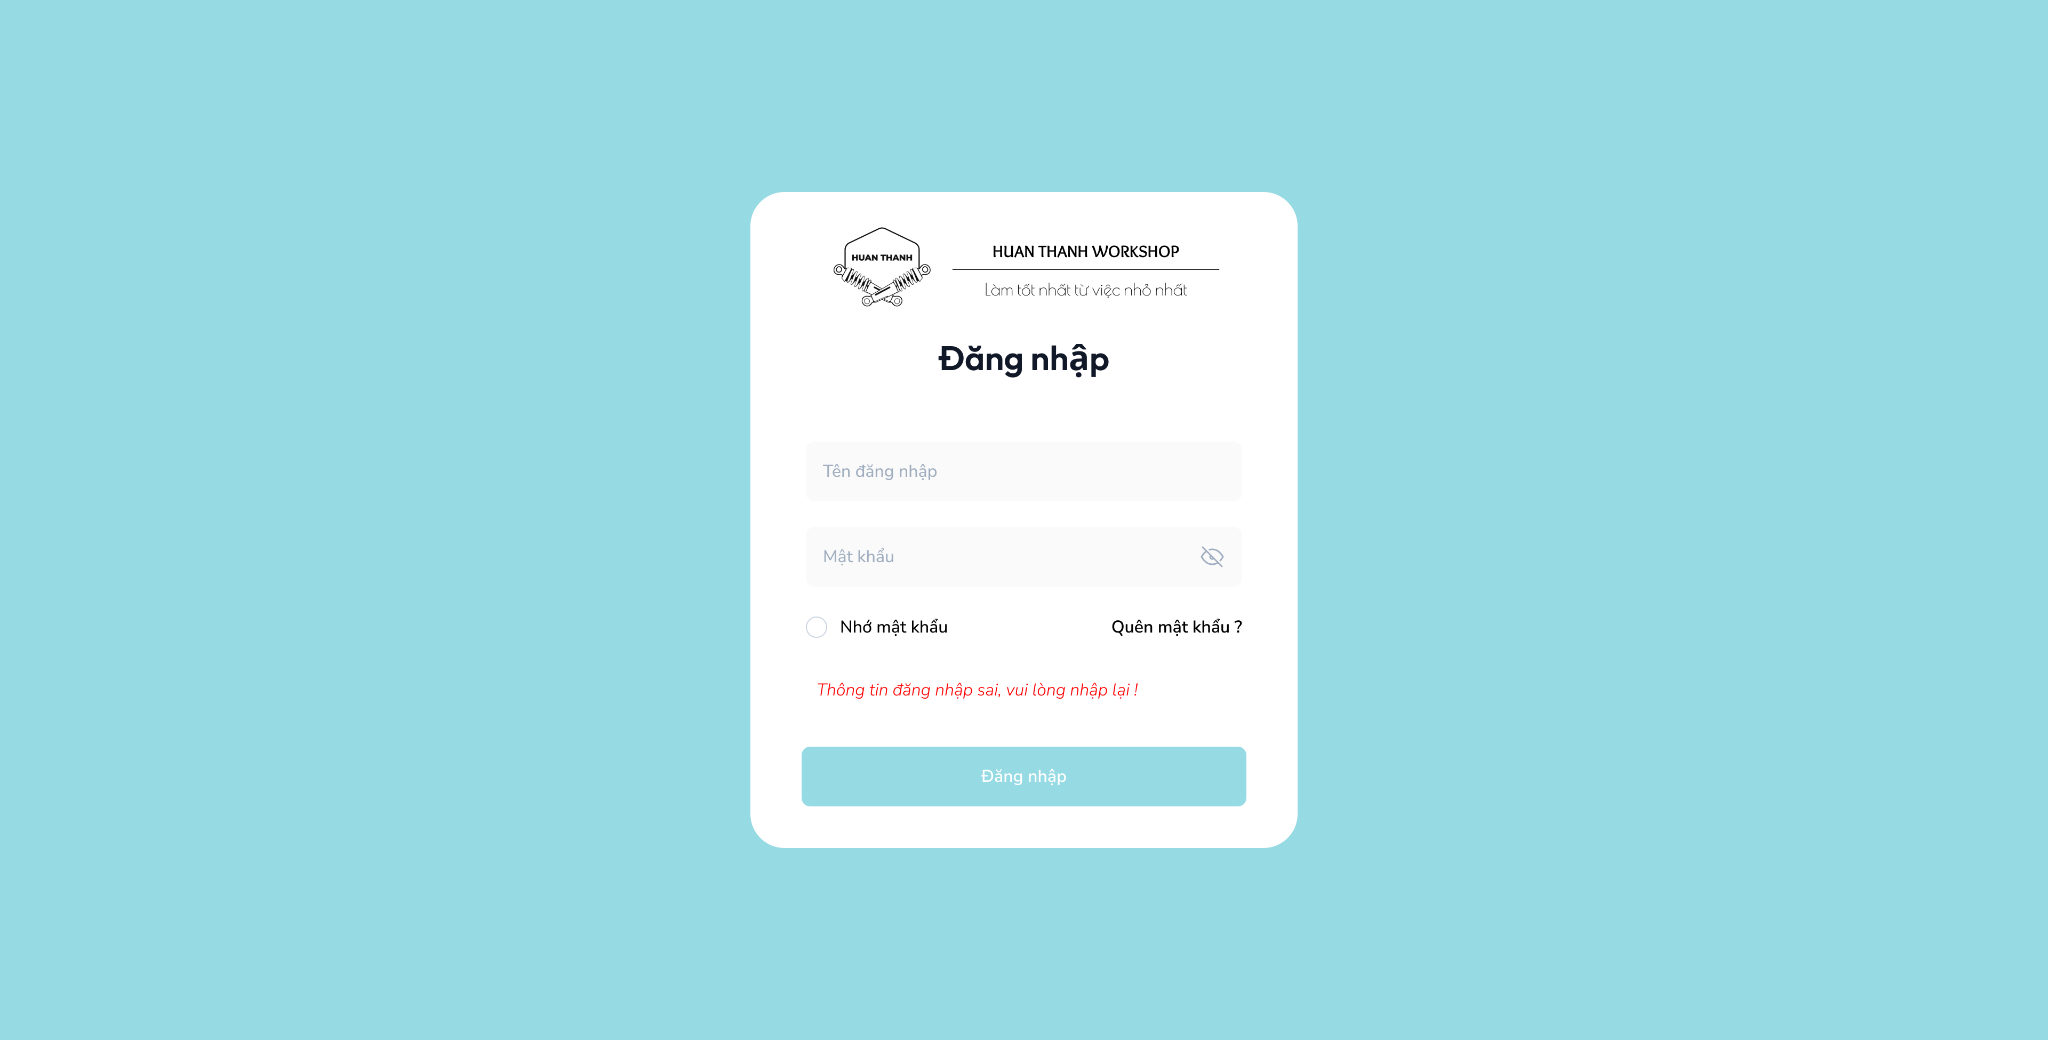 HUAN THANH
HUAN THANH WORKSHOP
Làm tốt nhất từ việc nhỏ nhất
Đăng nhập
Tên đăng nhập
Mật khẩu
Nhớ mật khẩu
Quên mật khẩu ?
Thông tin đăng nhập sai, vui lòng nhập lại !
Đăng nhập